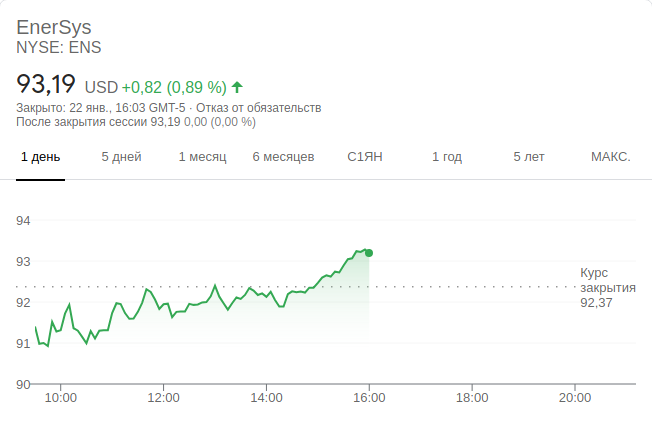 EnerSys
NYSE: ENS
93,19 USD +0,82 (0,89 %)
Закрыто: 22 янв., 16:03 GMT-5 · Отказ от обязательств
После закрытия сессии 93,19 0,00 (0,00 %)
1 день 5 дней 1 месяц 6 месяцев С1ЯН 1 год 5 лет МАКС.
94
93
Курс
закрытия
92,37
92
91
90
10:00 12:00 14:00 16:00 18:00 20:00